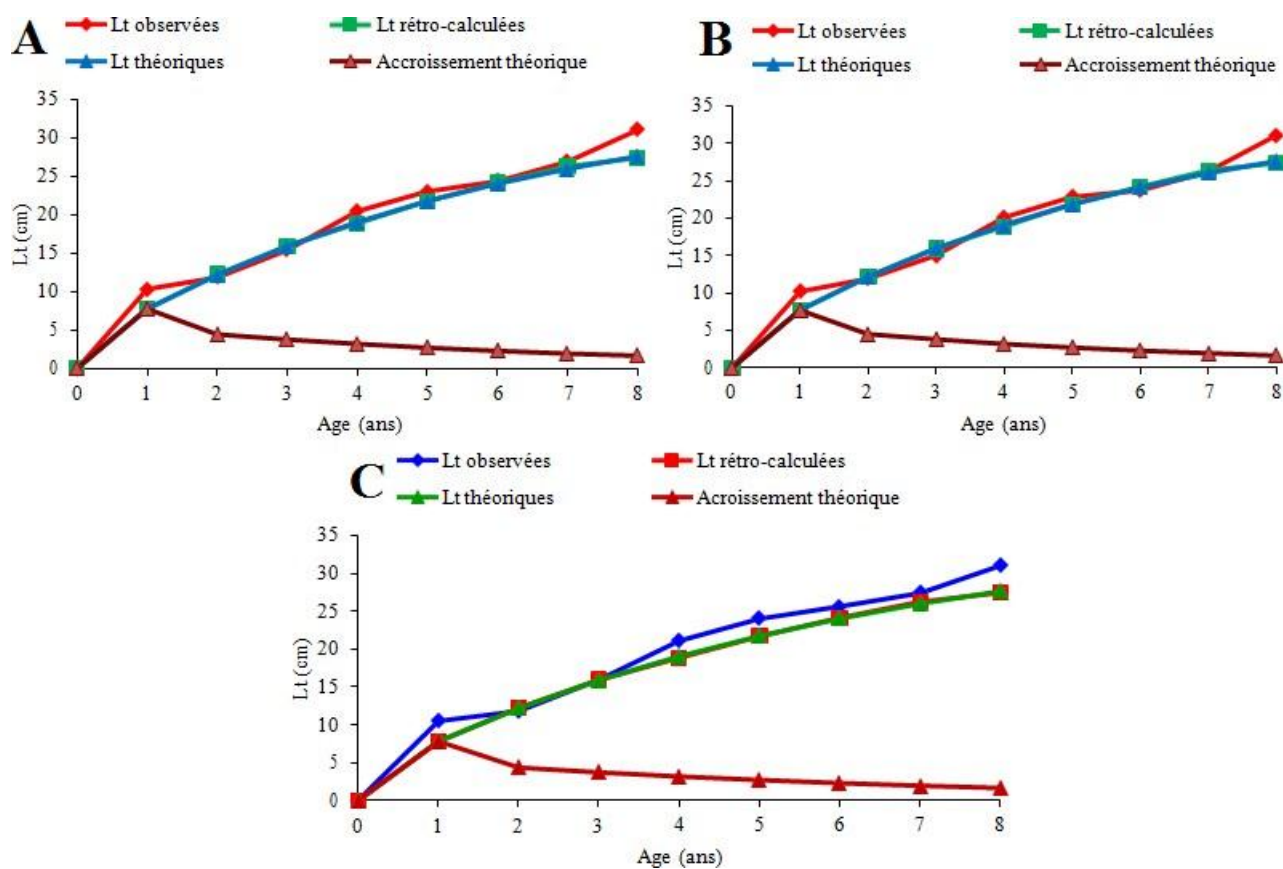 A
Lt observées Lt rétro-calculées
Lt théoriques Accroissement théorique
35
30
25
20
15
10
5
0
Lt (cm)
0 1 2 3 4 5 6 7 8
Age (ans)
B
Lt observées Lt rétro-calculées
Lt théoriques Accroissement théorique
35
30
25
20
15
10
5
0
Lt (cm)
0 1 2 3 4 5 6 7 8
Age (ans)
C
Lt observées Lt rétro-calculées
Lt théoriques Acroissement théorique
35
30
25
20
15
10
5
0
Lt (cm)
0 1 2 3 4 5 6 7 8
Age (ans)